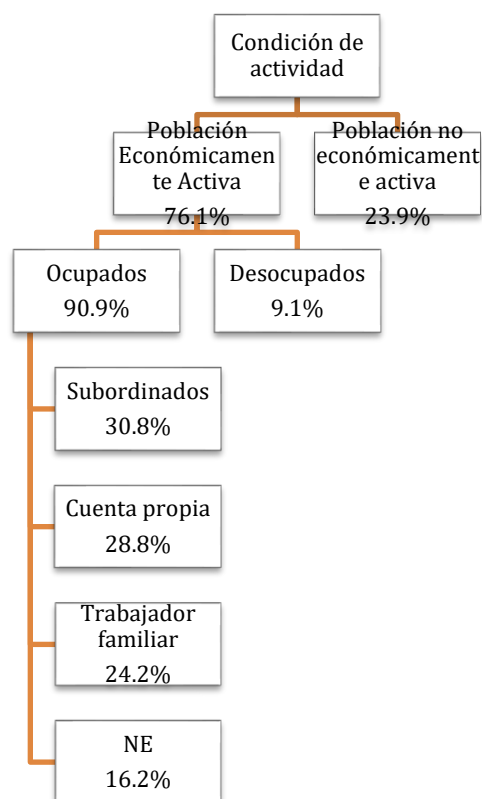 Condición de
actividad
Población
Económicamen
te Activa
76.1%
Población no
económicament
e activa
23.9%
Ocupados
90.9%
Desocupados
9.1%
Subordinados
30.8%
Cuenta propia
28.8%
Trabajador
familiar
24.2%
NE
16.2%